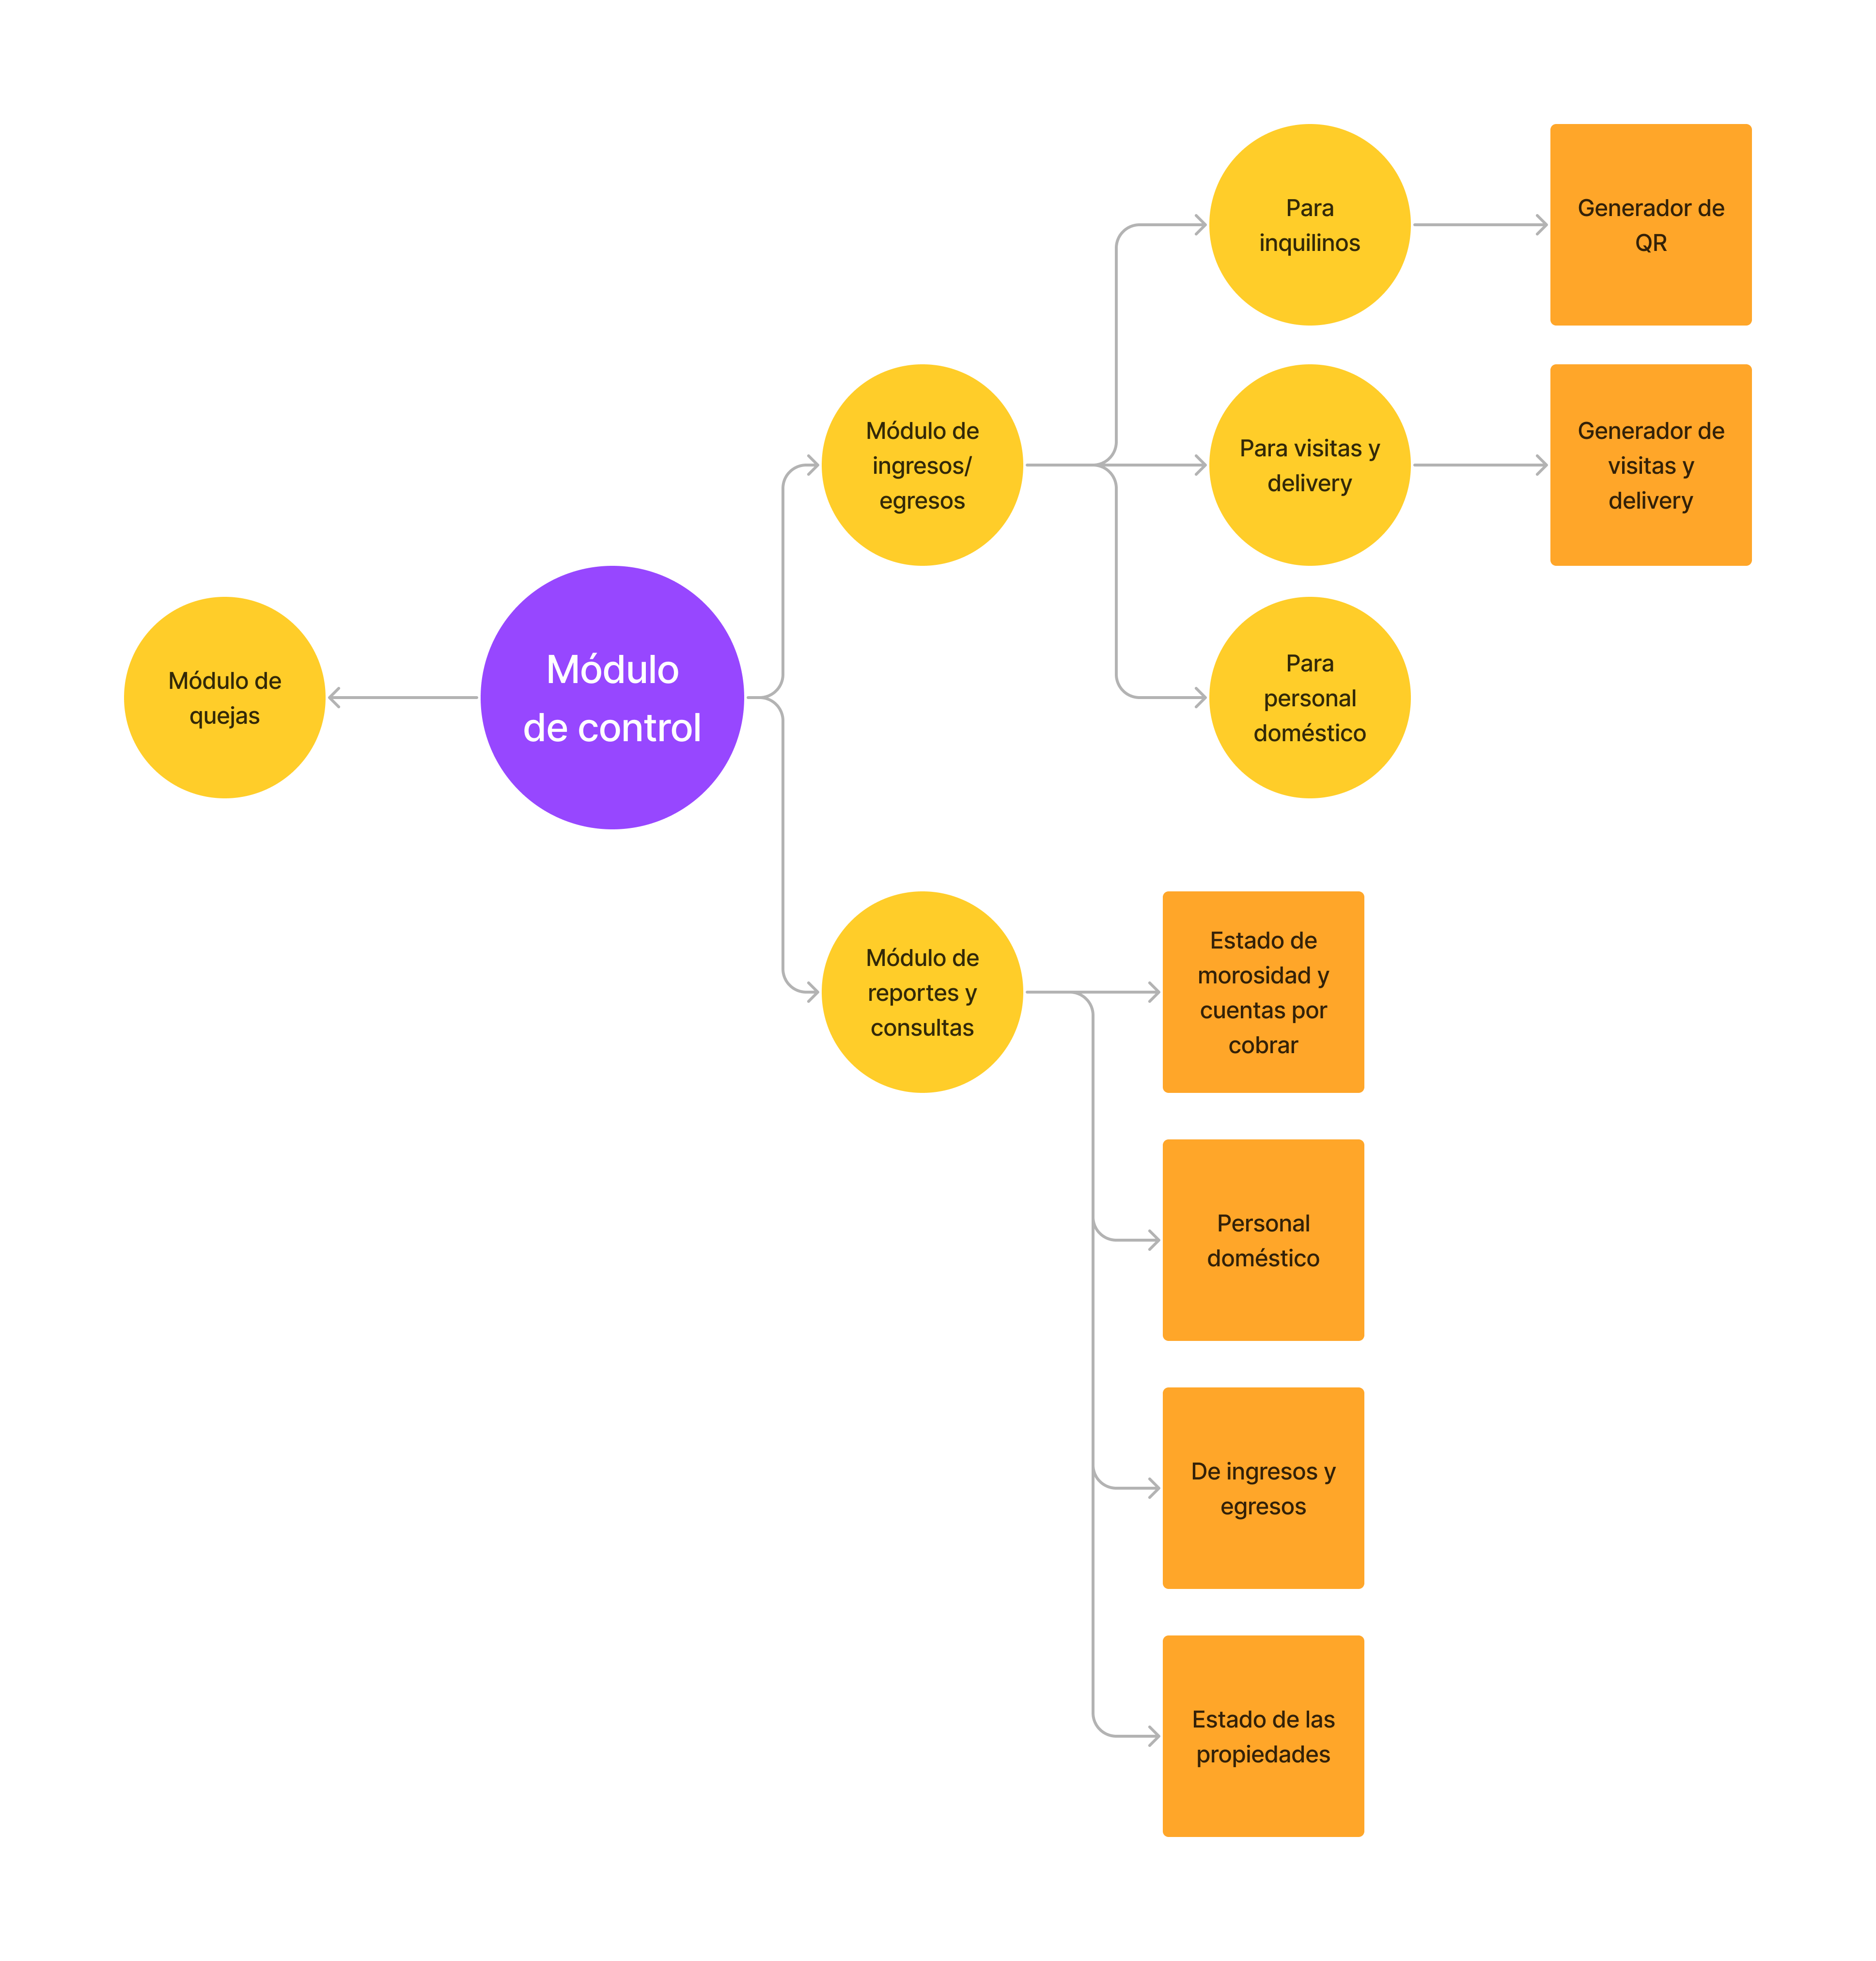 Para
inquilinos
Generador de
QR
Módulo de
ingresos/
egresos
Para visitas y
delivery
Generador de
visitas y
delivery
Módulo de
quejas
Módulo
de control
Para
personal
doméstico
Módulo de
reportes y
consultas
Estado de
morosidad y
cuentas por
cobrar
Personal
doméstico
De ingresos y
egresos
Estado de las
propiedades